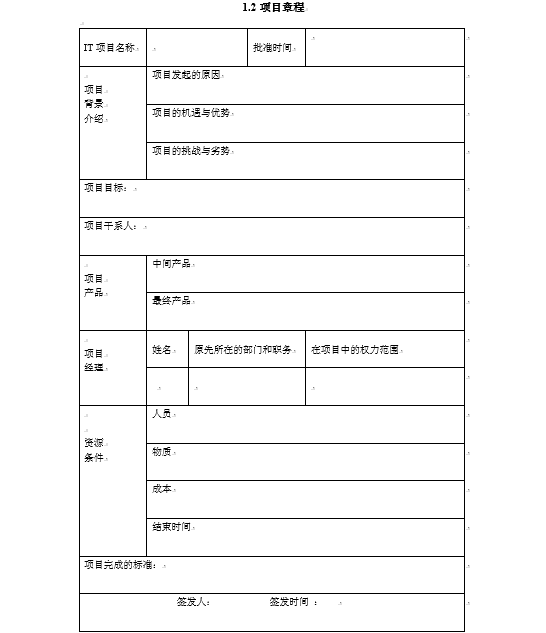 1.2 项目章程
IT 项目名称
批准时间
项目
背景
介绍
项目发起的原因
项目的机遇与优势
项目的挑战与劣势
项目目标：
项目干系人：
项目
产品
中间产品
最终产品
项目
经理
姓名
原先所在的部门和职务
在项目中的权力范围
资源
条件
人员
物质
成本
结束时间
项目完成的标准：
签发人： 签发时间 ：